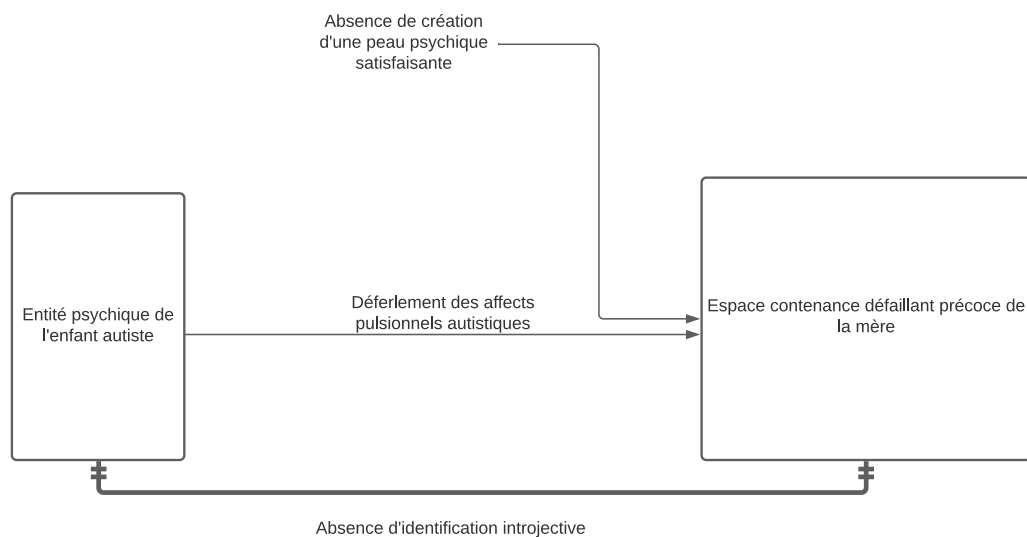 Absence de création
d'une peau psychique
satisfaisante
Entité psychique de
l'enfant autiste
Déferlement des affects
pulsionnels autistiques
Espace contenance défaillant précoce de
la mère
Absence d'identification introjective